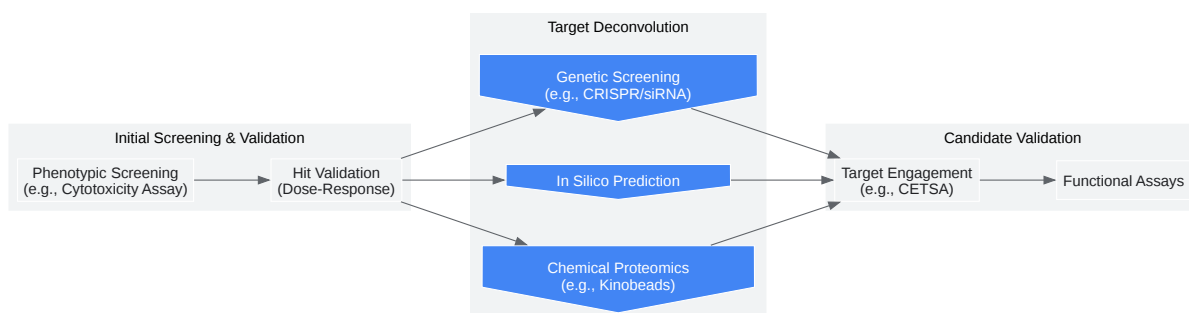 Target Deconvolution
Genetic Screening
(e.g., CRISPR/siRNA)
Initial Screening & Validation
Phenotypic Screening
(e.g., Cytotoxicity Assay)
Hit Validation
(Dose-Response)
In Silico Prediction
Chemical Proteomics
(e.g., Kinobeads)
Candidate Validation
Target Engagement
(e.g., CETSA)
Functional Assays